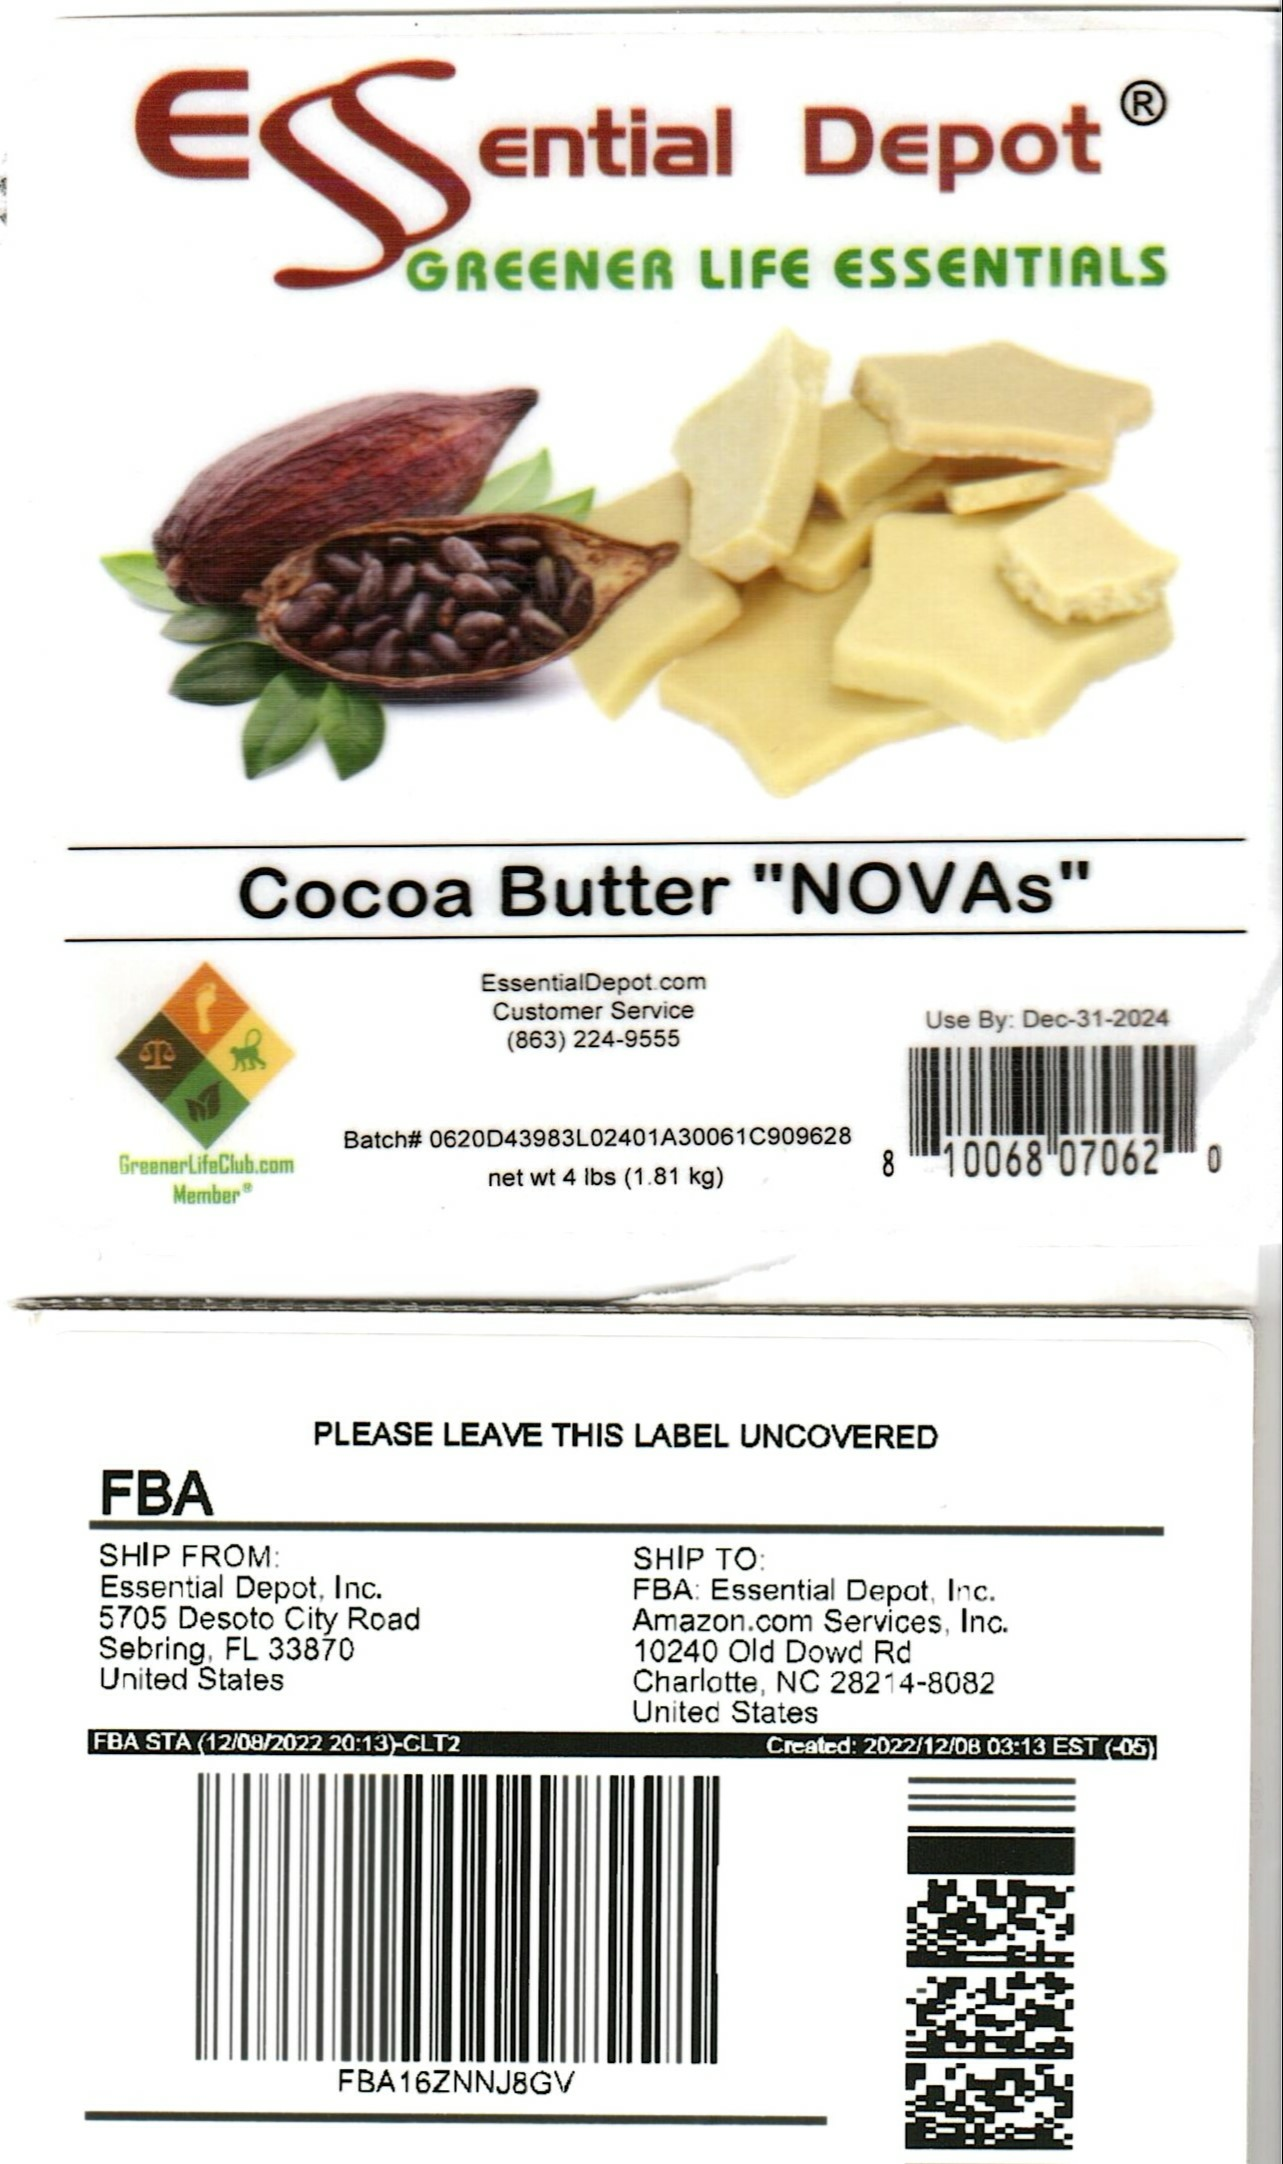 Essential Depot®
GREENER LIFE ESSENTIALS
Cocoa Butter "NOVAs"
EssentialDepot.com
Customer Service
(863) 224-9555
Use By: Dec-31-2024
Batch# 0620D43983L02401A30061C909628
net wt 4 lbs (1.81 kg)
8 10068 07062 0
GreenerLifeClub.com
Member®
PLEASE LEAVE THIS LABEL UNCOVERED
FBA
SHIP FROM:
Essential Depot, Inc.
5705 Desoto City Road
Sebring, FL 33870
United States
SHIP TO:
FBA: Essential Depot, Inc.
Amazon.com Services, Inc.
10240 Old Dowd Rd
Charlotte, NC 28214-8082
United States
FBA STA (12/08/2022 20:13)-CLT2
Created: 2022/12/08 03:13 EST (-05)
FBA16ZNNJ8GV